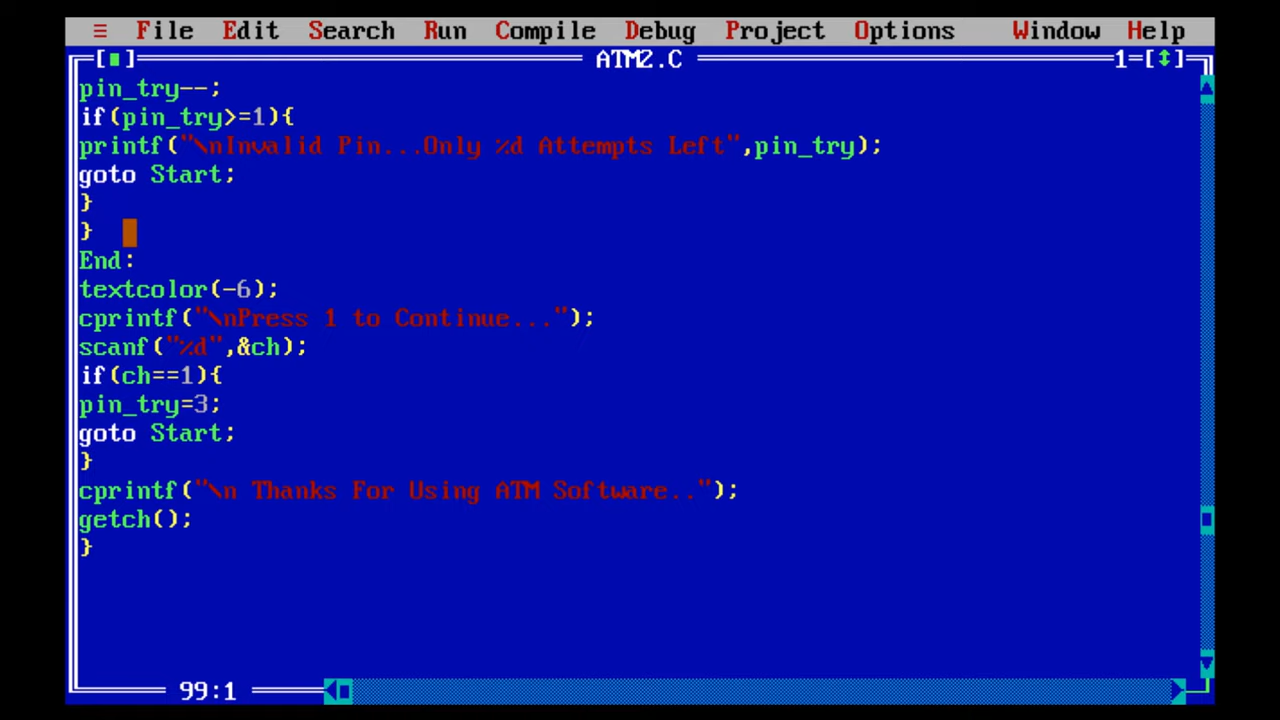 ≡ File Edit Search Run Compile Debug Project Options Window Help
[■] ATM2.C 1=[↕]
pin_try--;
if(pin_try>=1){
printf("\nInvalid Pin...Only %d Attempts Left",pin_try);
goto Start;
}
}
End:
textcolor(-6);
cprintf("\nPress 1 to Continue...");
scanf("%d",&ch);
if(ch==1){
pin_try=3;
goto Start;
}
cprintf("\n Thanks For Using ATM Software..");
getch();
}
99:1